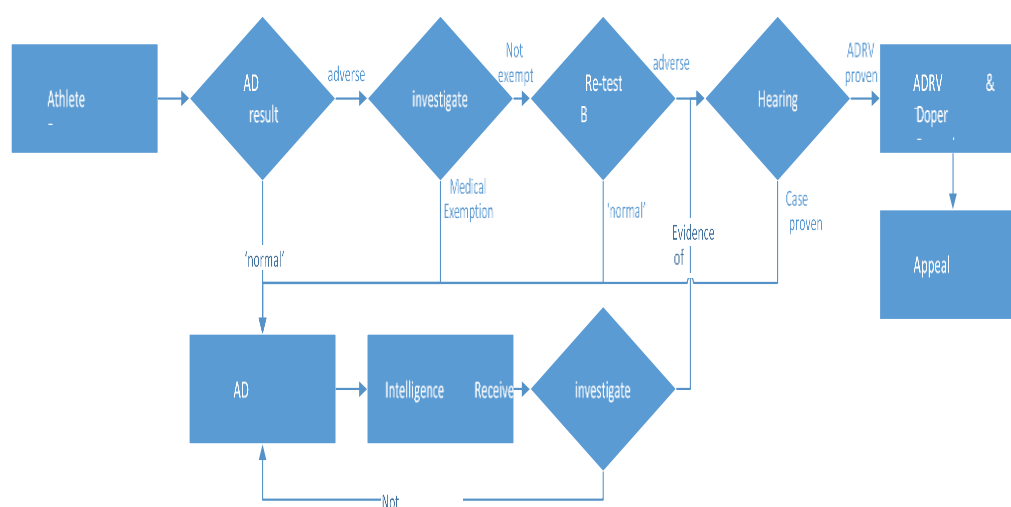 Athlete
AD
result
adverse
investigate
Not
exempt
Re-test
B
adverse
Hearing
ADRV
proven
ADRV &
Doper
Medical
Exemption
'normal'
Case
proven
'normal'
Evidence
of
Appeal
AD
Intelligence Receive
investigate
Not